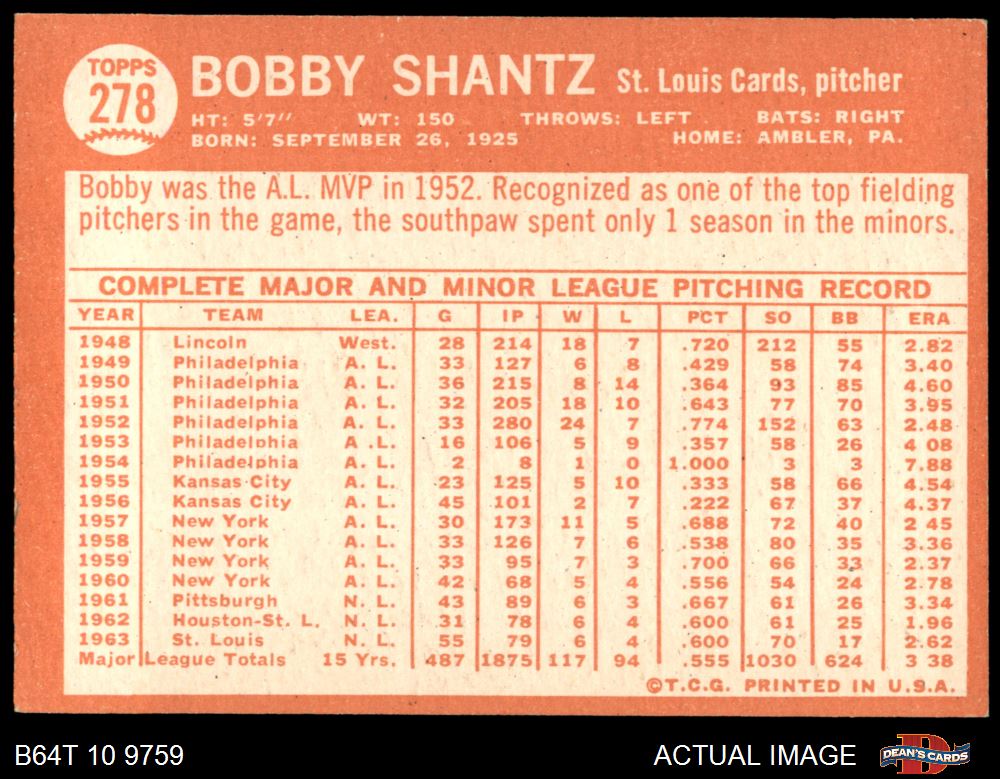 TOPPS
278
BOBBY SHANTZ St. Louis Cards, pitcher
HT: 5'7" WT: 150 THROWS: LEFT BATS: RIGHT
BORN: SEPTEMBER 26, 1925 HOME: AMBLER, PA.
Bobby was the A.L. MVP in 1952. Recognized as one of the top fielding
pitchers in the game, the southpaw spent only 1 season in the minors.
COMPLETE MAJOR AND MINOR LEAGUE PITCHING RECORD
YEAR TEAM LEA. G IP W L PCT SO BB ERA
1948 Lincoln West. 28 214 18 7 .720 212 55 2.82
1949 Philadelphia A. L. 33 127 6 8 .429 58 74 3.40
1950 Philadelphia A. L. 36 215 8 14 .364 93 85 4.60
1951 Philadelphia A. L. 32 205 18 10 .643 77 70 3.95
1952 Philadelphia A. L. 33 280 24 7 .774 152 63 2.48
1953 Philadelphia A .L. 16 106 5 9 .357 58 26 4 08
1954 Philadelphia A. L. 2 8 1 0 1.000 3 3 7.88
1955 Kansas City A. L. 23 125 5 10 .333 58 66 4.54
1956 Kansas City A. L. 45 101 2 7 .222 67 37 4.37
1957 New York A. L. 30 173 11 5 .688 72 40 2 45
1958 New York A. L. 33 126 7 6 .538 80 35 3.36
1959 New York A. L. 33 95 7 3 .700 66 33 2.37
1960 New York A. L. 42 68 5 4 .556 54 24 2.78
1961 Pittsburgh N. L. 43 89 6 3 .667 61 26 3.34
1962 Houston-St. L. N. L. 31 78 6 4 .600 61 25 1.96
1963 St. Louis N. L. 55 79 6 4 .600 70 17 2.62
Major League Totals 15 Yrs. 487 1875 117 94 .555 1030 624 3 38
©T.C.G. PRINTED IN U.S.A.
B64T 10 9759 ACTUAL IMAGE DEAN'S CARDS